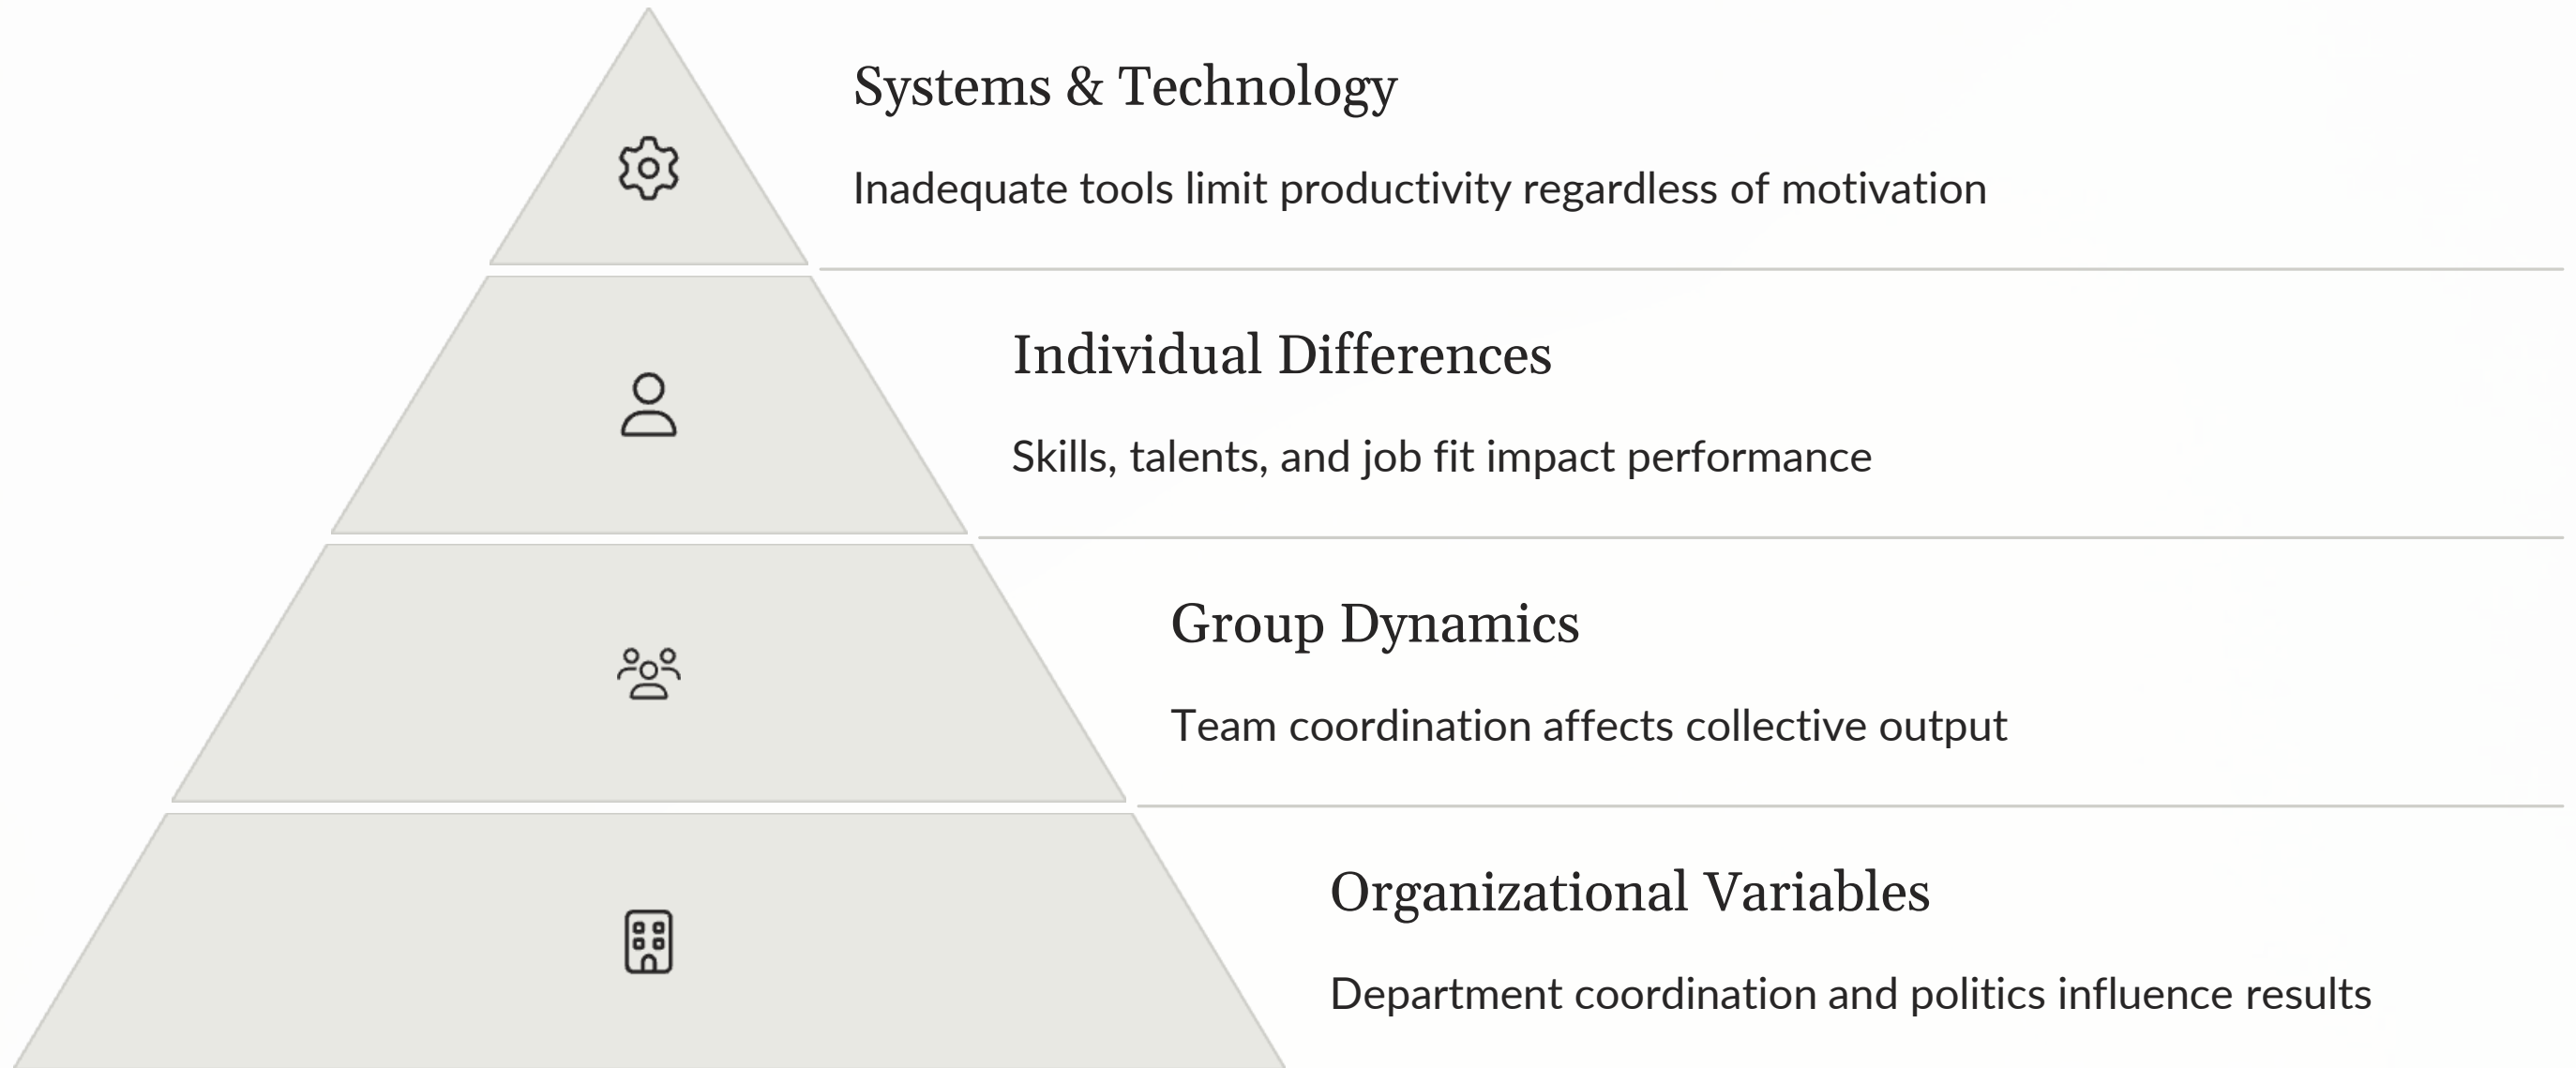 Systems & Technology
Inadequate tools limit productivity regardless of motivation
Individual Differences
Skills, talents, and job fit impact performance
Group Dynamics
Team coordination affects collective output
Organizational Variables
Department coordination and politics influence results